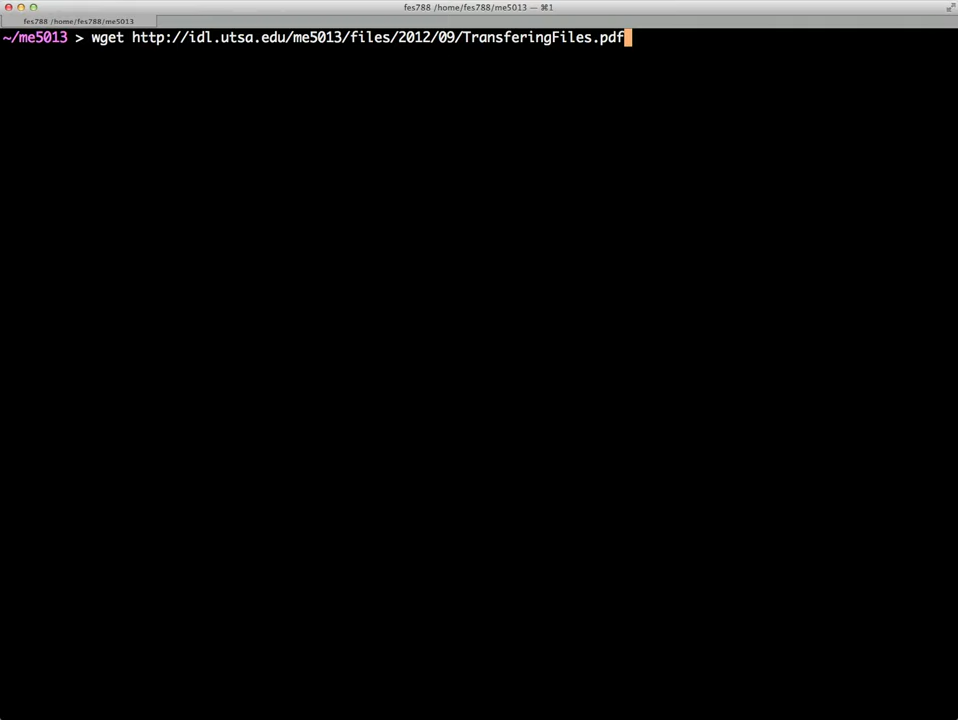 fes788 /home/fes788/me5013 — ⌘1
fes788 /home/fes788/me5013
~/me5013 > wget http://idl.utsa.edu/me5013/files/2012/09/TransferingFiles.pdf